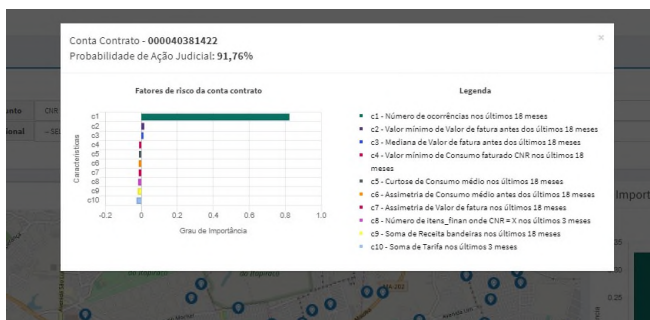 Conta Contrato - 000040381422
×
Probabilidade de Ação Judicial: 91,76%
Fatores de risco da conta contrato
Legenda
c1
c2
c3
c4
c5
c6
c7
c8
c9
c10
Características
-0.2 0 0.2 0.4 0.6 0.8 1.0
Grau de Importância
c1 - Número de ocorrências nos últimos 18 meses
c2 - Valor mínimo de Valor de fatura antes dos últimos 18 meses
c3 - Mediana de Valor de fatura antes dos últimos 18 meses
c4 - Valor mínimo de Consumo faturado CNR nos últimos 18
meses
c5 - Curtose de Consumo médio nos últimos 18 meses
c6 - Assimetria de Consumo médio antes dos últimos 18 meses
c7 - Assimetria de Valor de fatura nos últimos 18 meses
c8 - Número de itens_finan onde CNR = X nos últimos 3 meses
c9 - Soma de Receita bandeiras nos últimos 18 meses
c10 - Soma de Tarifa nos últimos 3 meses
CNR
Import
0.25